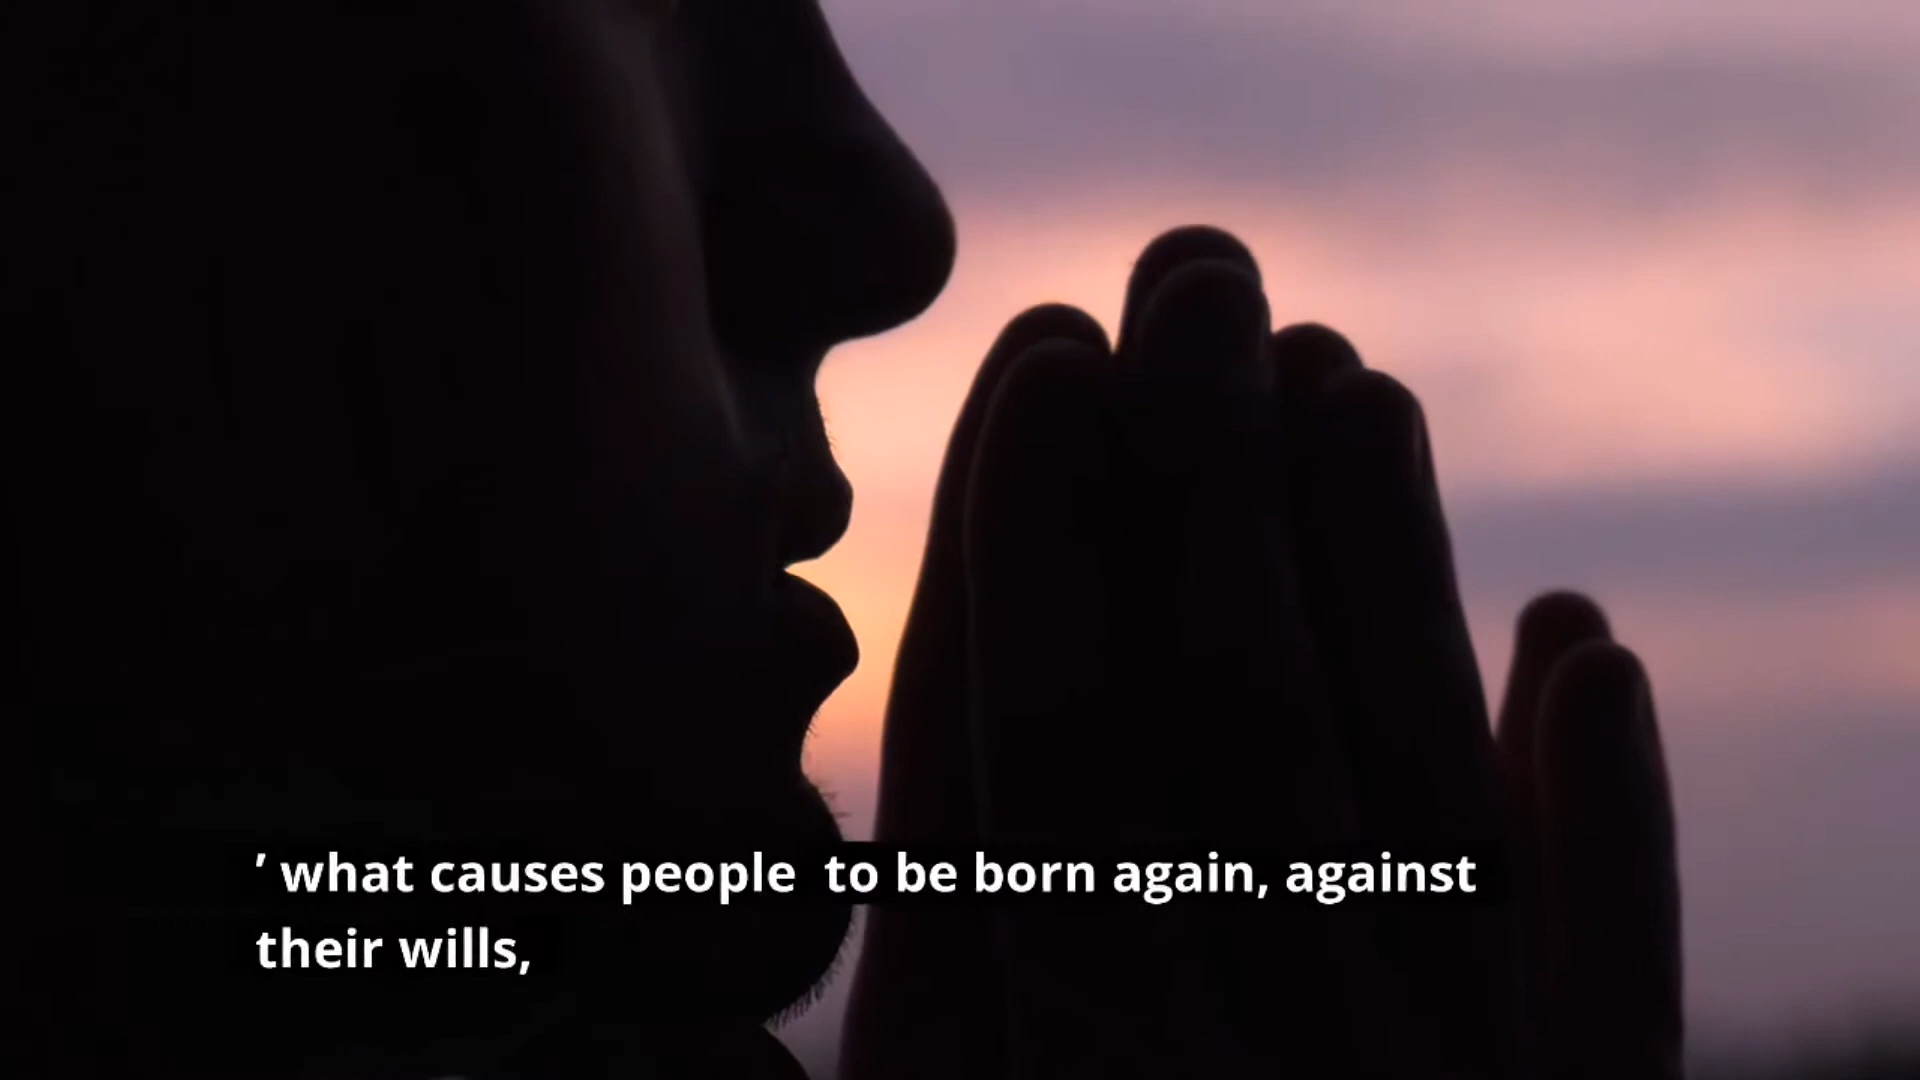 ’ what causes people  to be born again, against
their wills,